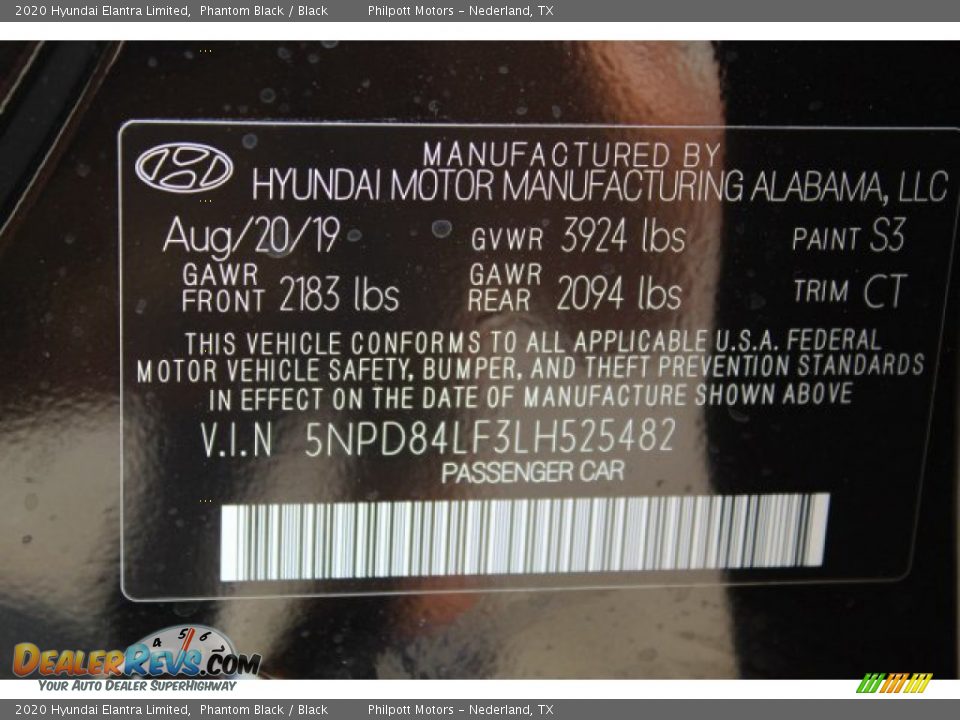 2020 Hyundai Elantra Limited, Phantom Black / Black Philpott Motors - Nederland, TX
MANUFACTURED BY
HYUNDAI MOTOR MANUFACTURING ALABAMA, LLC
Aug/20/19 GVWR 3924 lbs PAINT S3
GAWR FRONT 2183 lbs GAWR REAR 2094 lbs TRIM CT
THIS VEHICLE CONFORMS TO ALL APPLICABLE U.S.A. FEDERAL
MOTOR VEHICLE SAFETY, BUMPER, AND THEFT PREVENTION STANDARDS
IN EFFECT ON THE DATE OF MANUFACTURE SHOWN ABOVE
V.I.N 5NPD84LF3LH525482
PASSENGER CAR
4 5 6
DEALERREVS.COM
YOUR AUTO DEALER SUPERHIGHWAY
2020 Hyundai Elantra Limited, Phantom Black / Black Philpott Motors - Nederland, TX